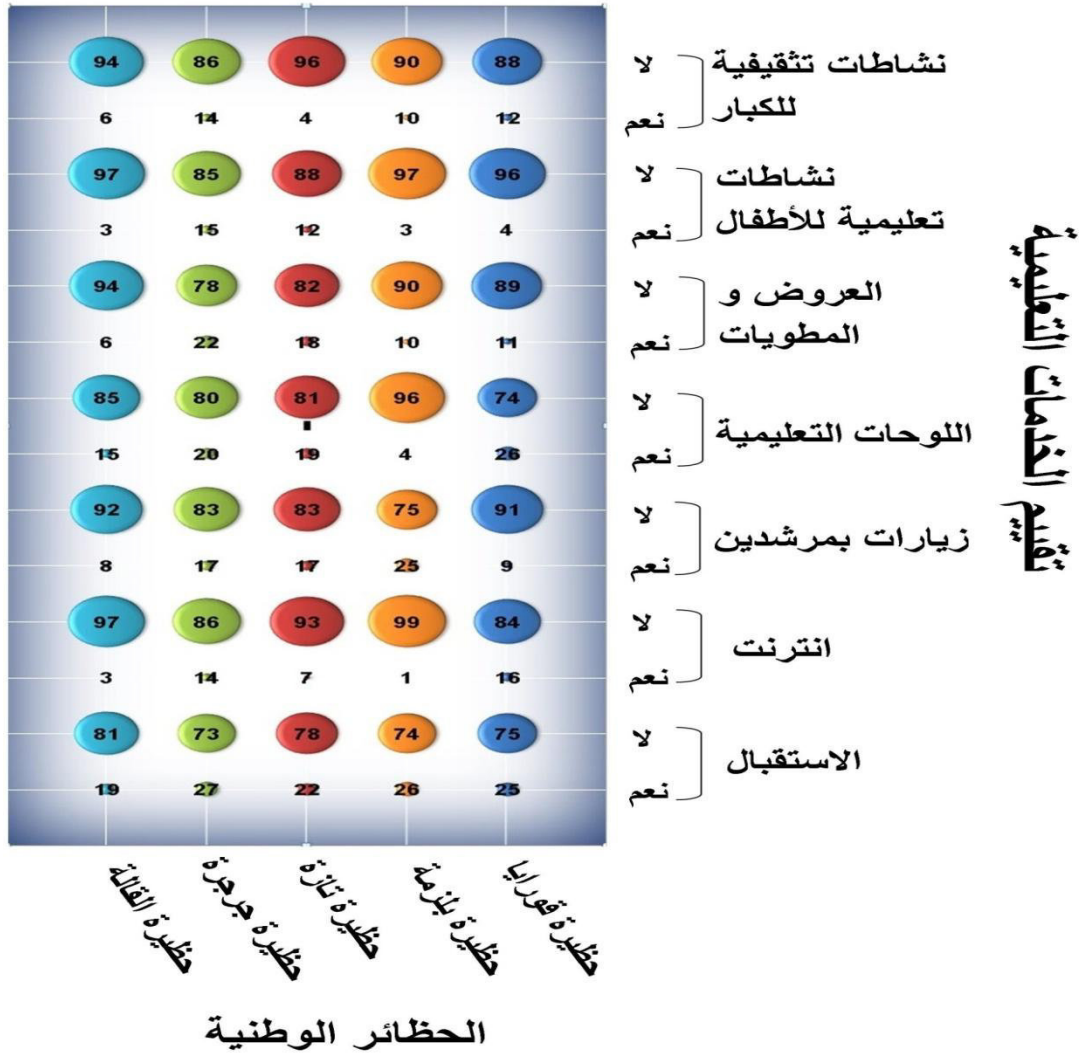 نشاطات تثقيفية
للكبار
لا 88 90 96 86 94
نعم 12 10 4 14 6
نشاطات
تعليمية للأطفال
لا 96 97 88 85 97
نعم 4 3 12 15 3
العروض و
المطويات
لا 89 90 82 78 94
نعم 11 10 18 22 6
اللوحات التعليمية
لا 74 96 81 80 85
نعم 26 4 19 20 15
زيارات بمرشدين
لا 91 75 83 83 92
نعم 9 25 17 17 8
انترنت
لا 84 99 93 86 97
نعم 16 1 7 14 3
الاستقبال
لا 75 74 78 73 81
نعم 25 26 22 27 19
تقييم الخدمات التعليمية
حظيرة قورايا
حظيرة بلزمة
حظيرة تازة
حظيرة جرجرة
حظيرة القالة
الحظائر الوطنية